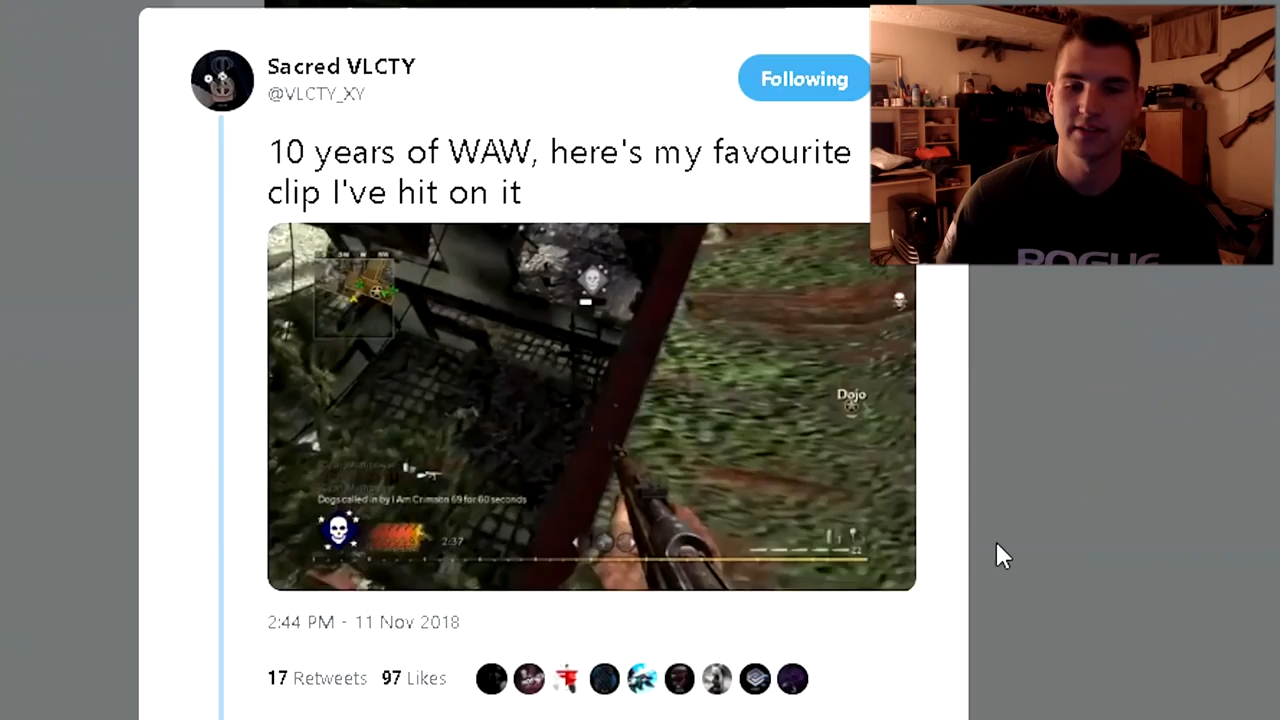 Sacred VLCTY
@VLCTY_XY
Following
10 years of WAW, here's my favourite
clip I've hit on it
Dojo
Dogs called in by I Am Crimson 69 for 60 seconds
2:37
2:44 PM - 11 Nov 2018
17 Retweets 97 Likes
ROGUE